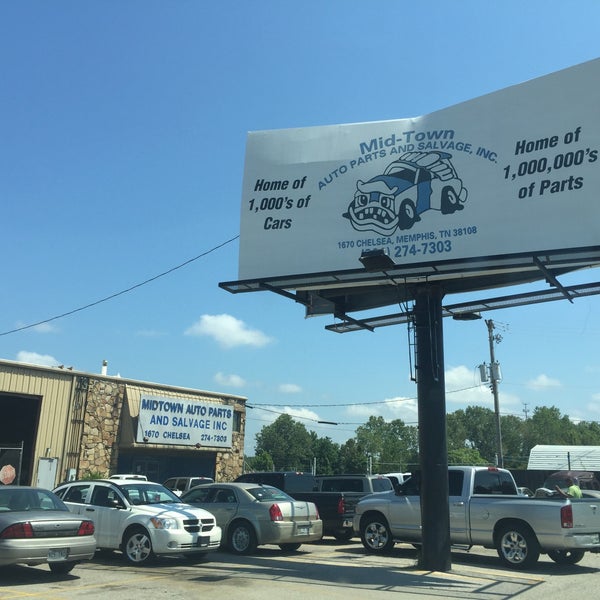 Mid-Town
AUTO PARTS AND SALVAGE, INC.
Home of
1,000's of
Cars
Home of
1,000,000's
of Parts
1670 CHELSEA, MEMPHIS, TN 38108
274-7303
MIDTOWN AUTO PARTS
AND SALVAGE INC
1670 CHELSEA 274-7303